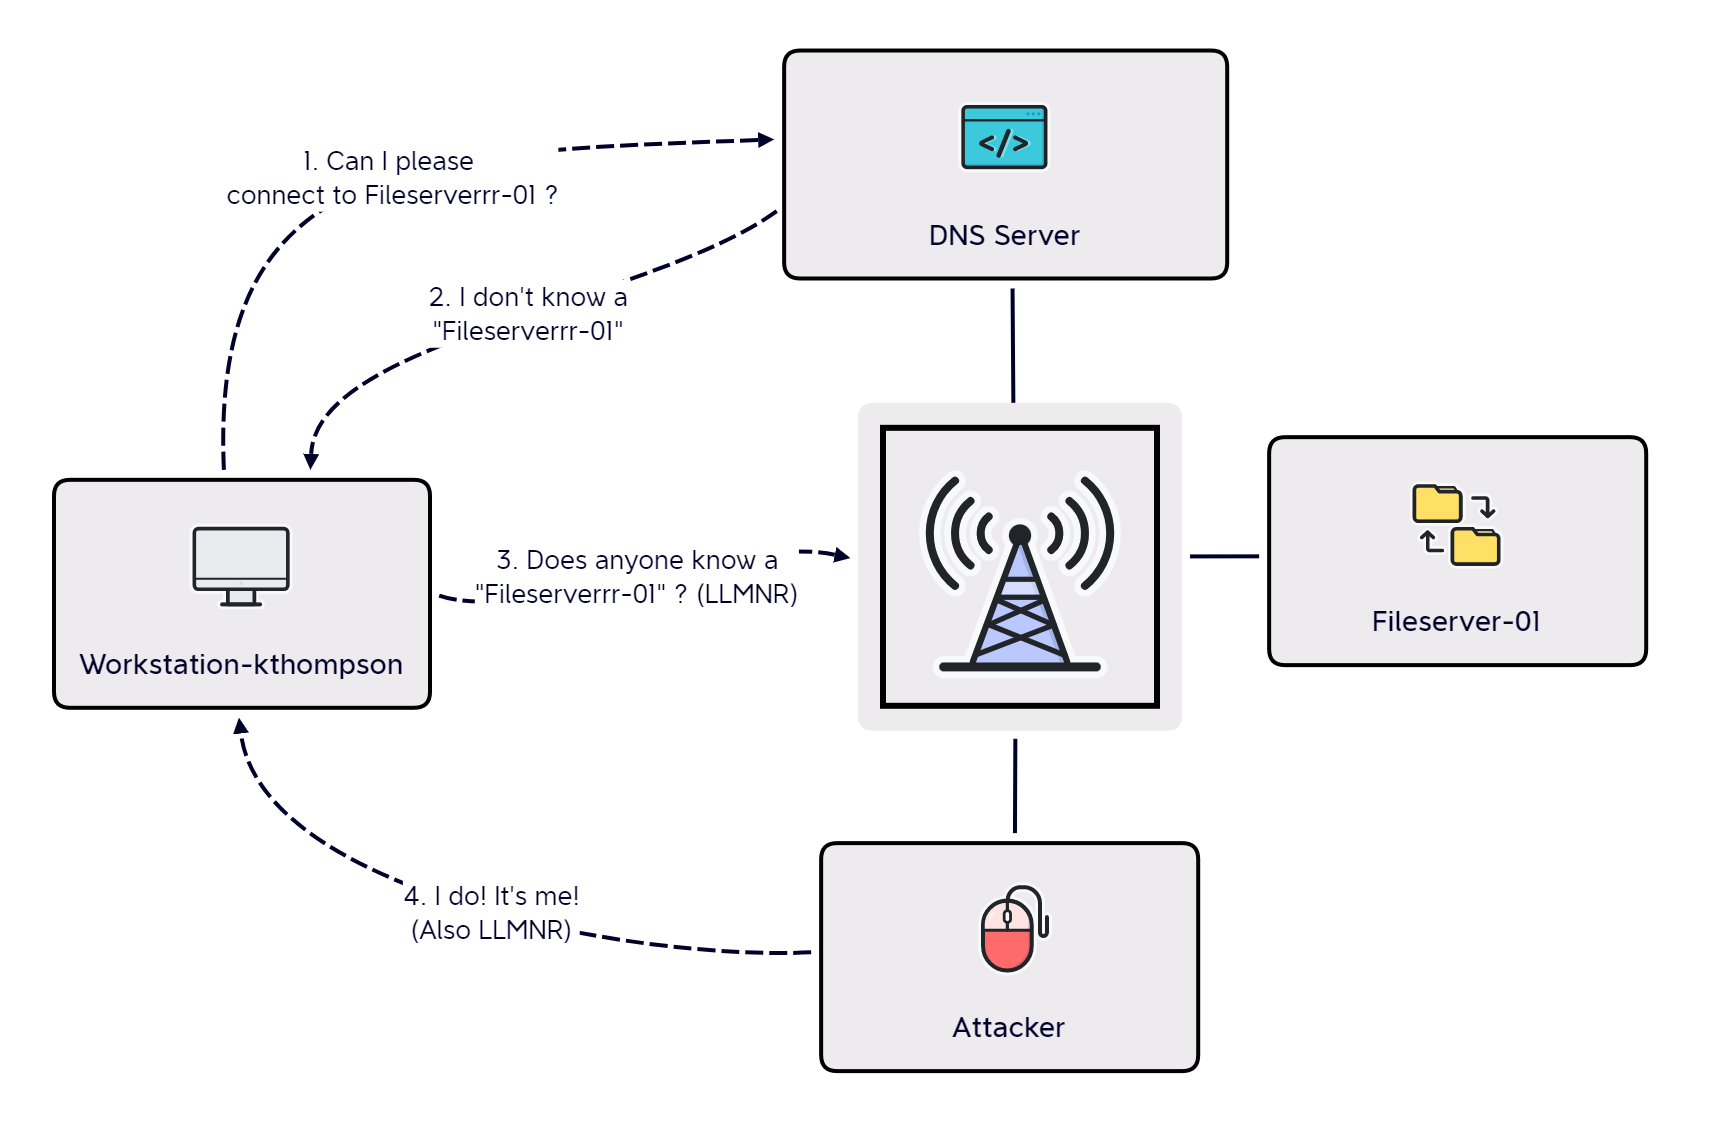 DNS Server
1. Can I please
connect to Fileserverrr-01 ?
2. I don't know a
"Fileserverrr-01"
3. Does anyone know a
"Fileserverrr-01" ? (LLMNR)
Workstation-kthompson
Fileserver-01
4. I do! It's me!
(Also LLMNR)
Attacker